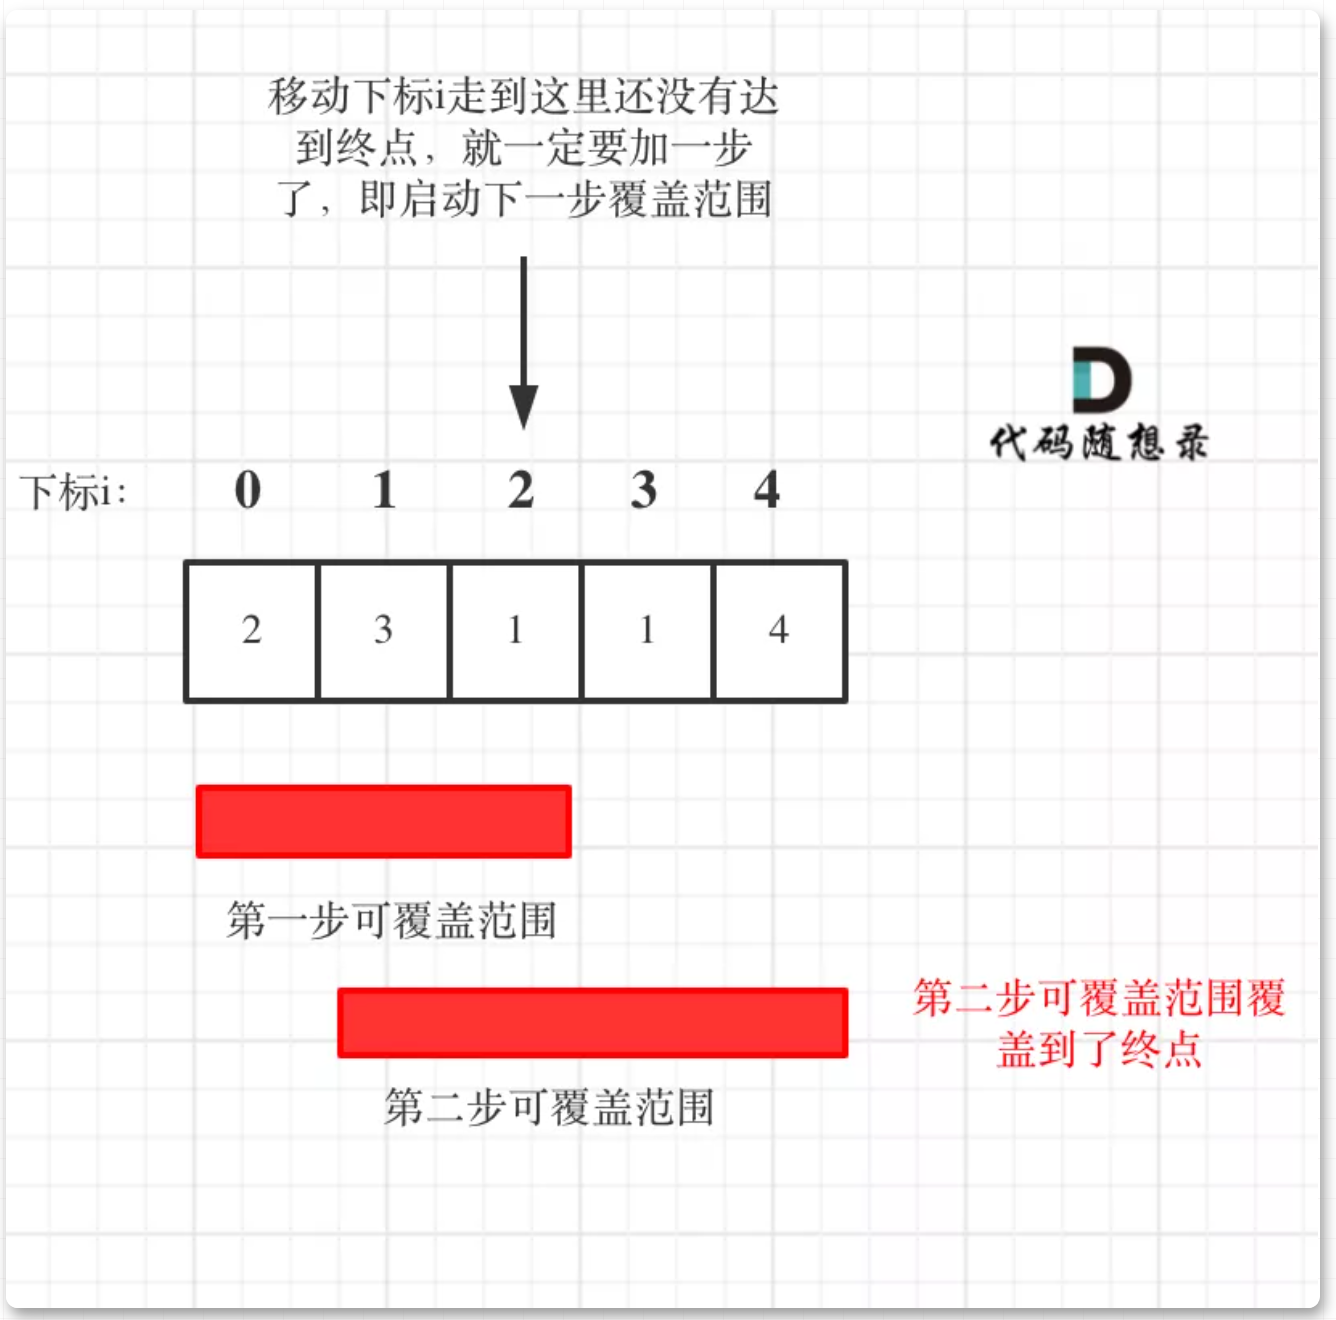 移动下标i走到这里还没有达
到终点，就一定要加一步
了，即启动下一步覆盖范围
代码随想录
下标i： 0 1 2 3 4
2 3 1 1 4
第一步可覆盖范围
第二步可覆盖范围覆
盖到了终点
第二步可覆盖范围